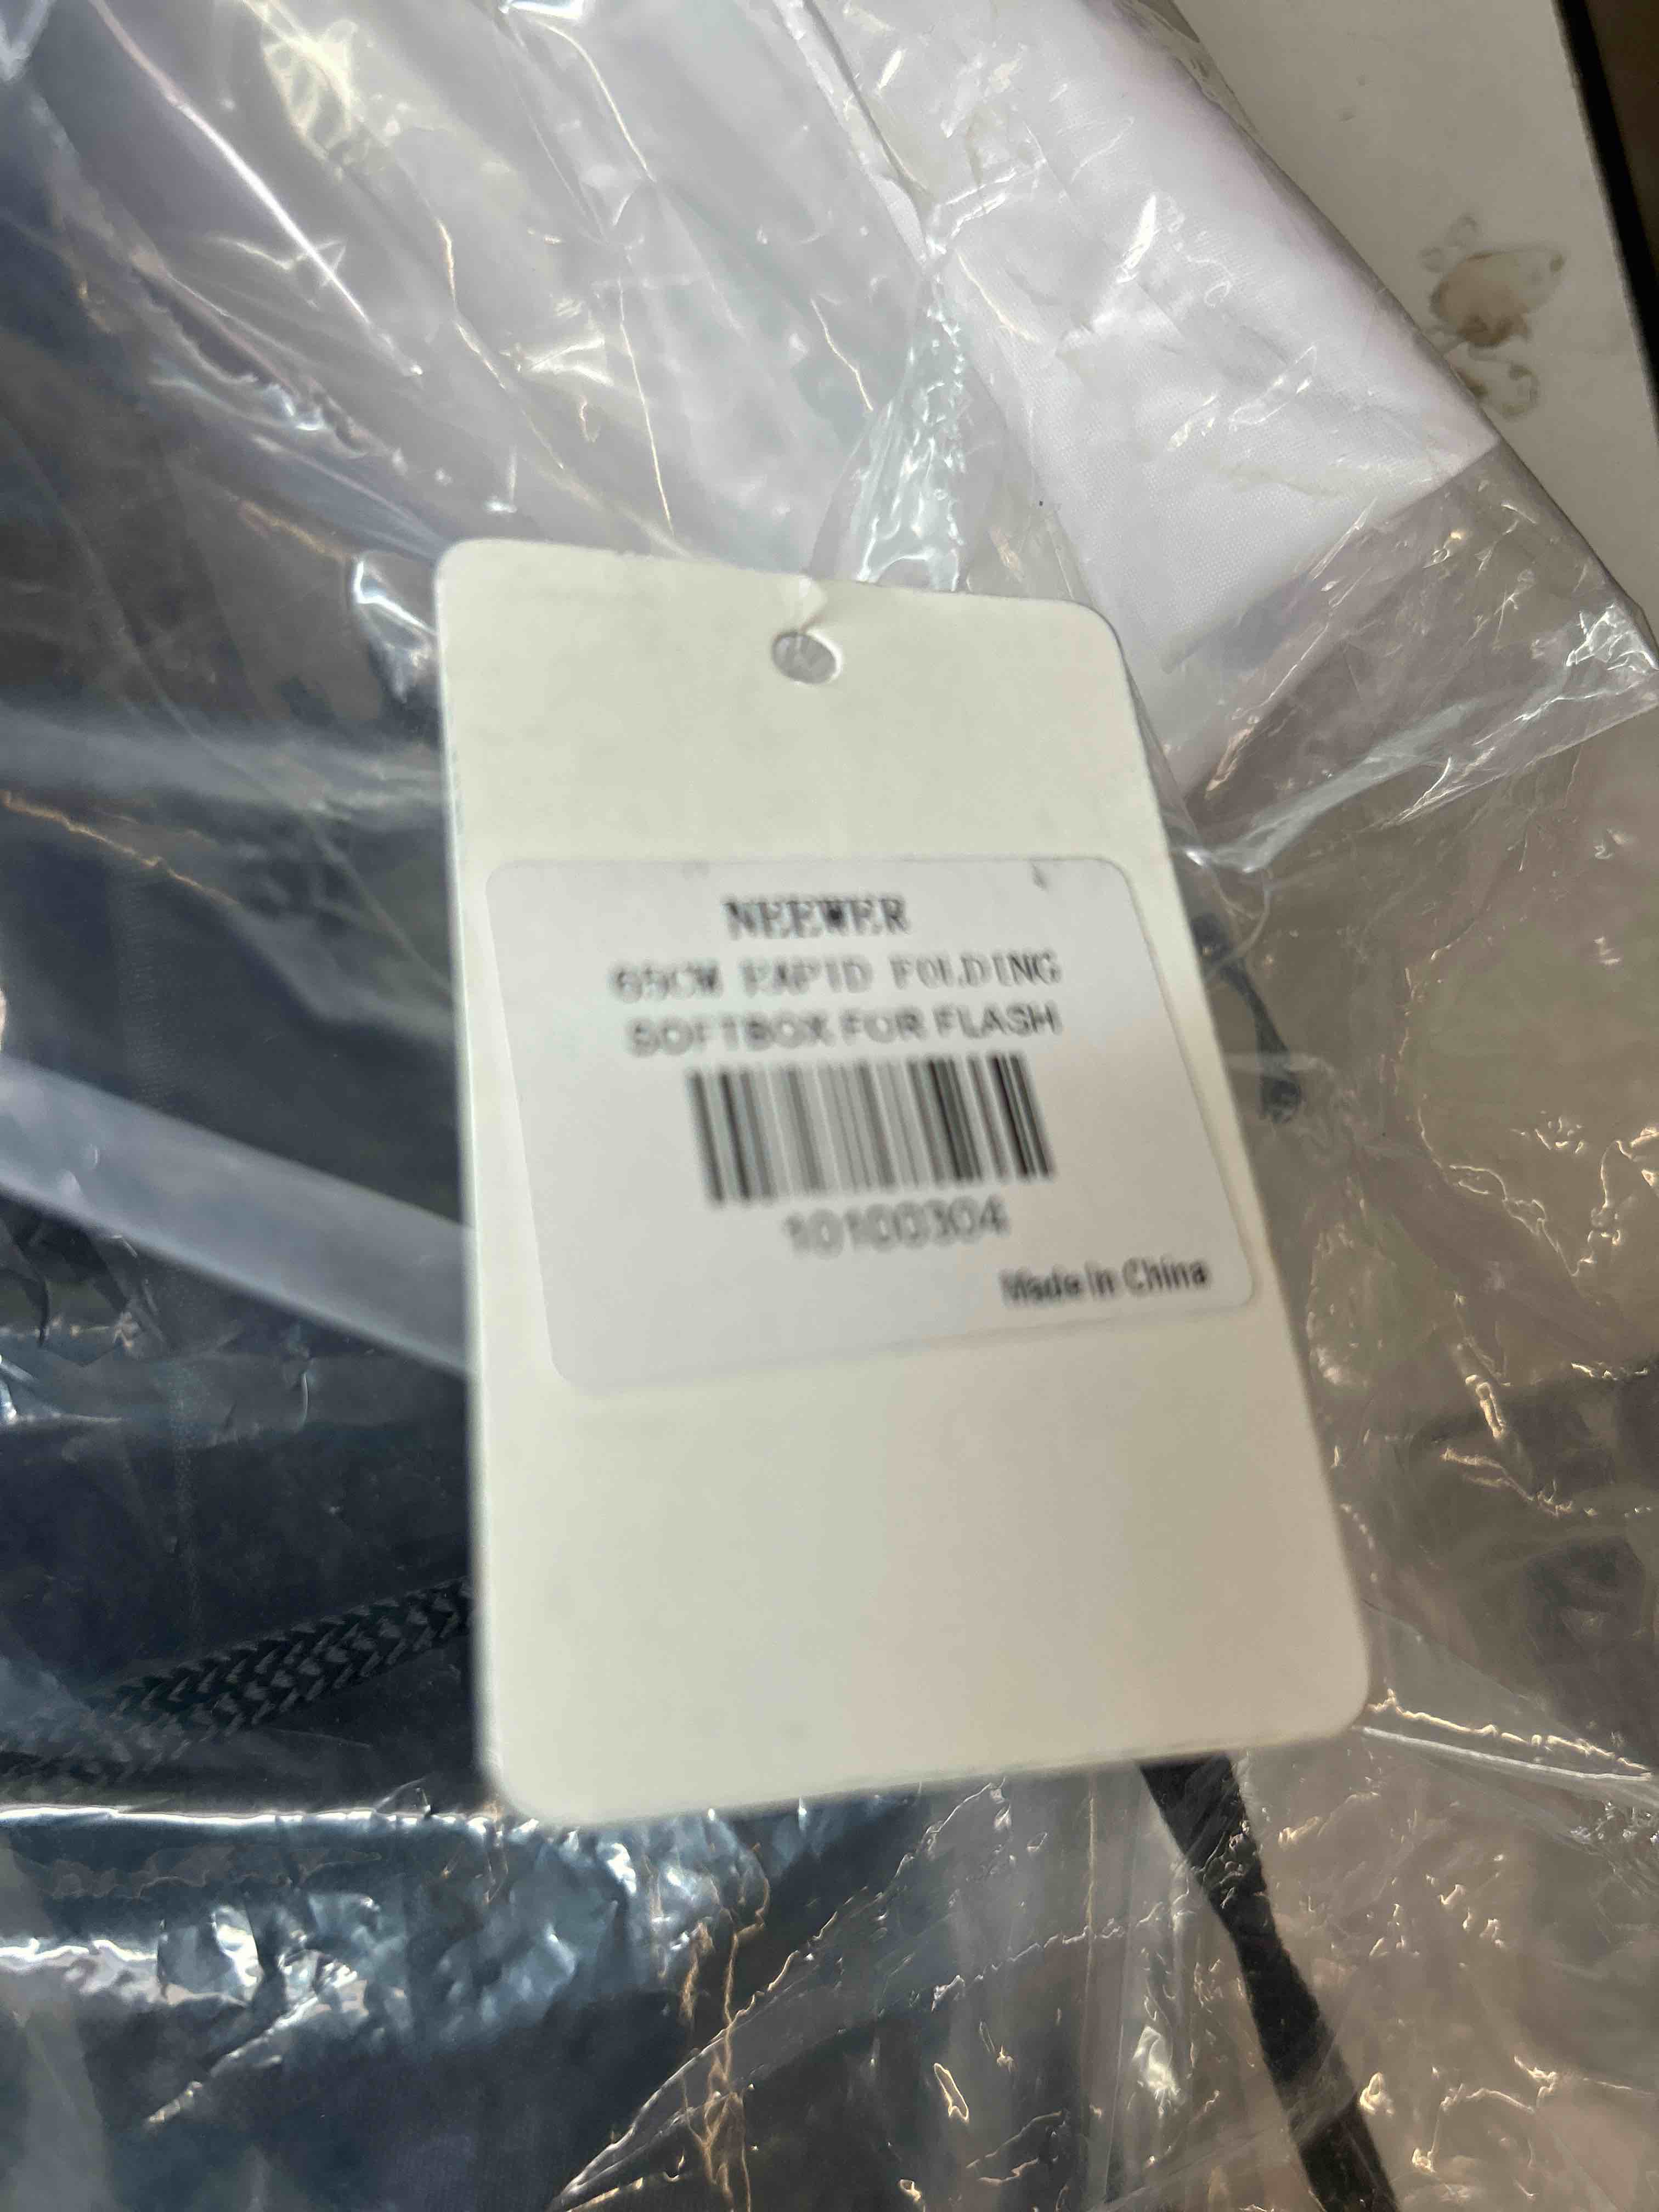 NEEWER
65CM RAPID FOLDING
SOFTBOX FOR FLASH
10100304
Made in China